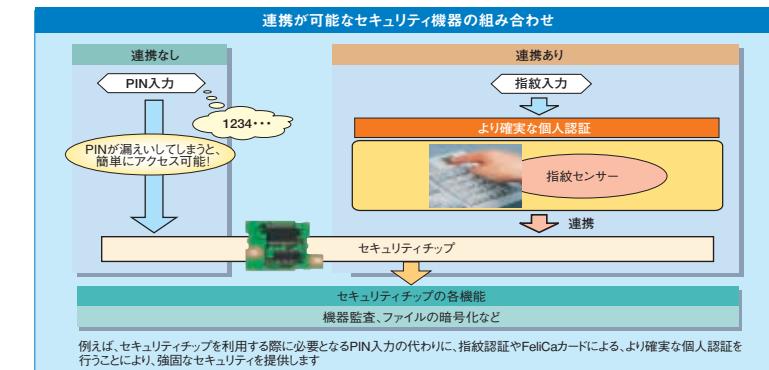 連携が可能なセキュリティ機器の組み合わせ
連携なし
PIN入力
1234･･･
PINが漏えいしてしまうと、
簡単にアクセス可能!
連携あり
指紋入力
より確実な個人認証
指紋センサー
連携
セキュリティチップ
セキュリティチップの各機能
機器監査、ファイルの暗号化など
例えば、セキュリティチップを利用する際に必要となるPIN入力の代わりに、指紋認証やFeliCaカードによる、より確実な個人認証を
行うことにより、強固なセキュリティを提供します